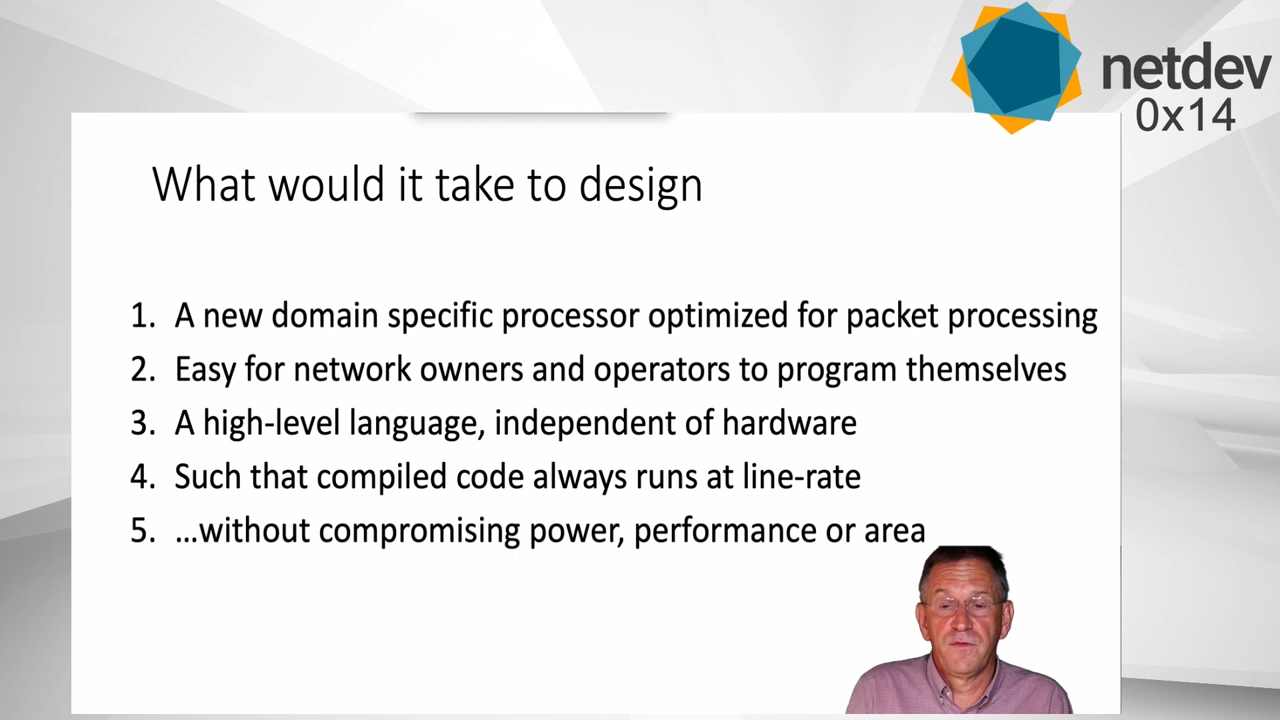 netdev
0x14
What would it take to design
1. A new domain specific processor optimized for packet processing
2. Easy for network owners and operators to program themselves
3. A high-level language, independent of hardware
4. Such that compiled code always runs at line-rate
5. …without compromising power, performance or area